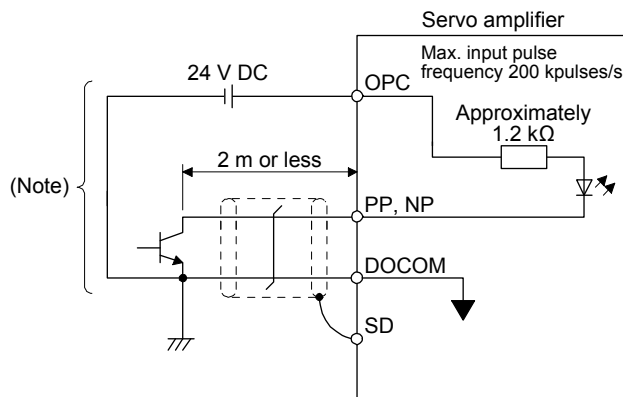 Servo amplifier
Max. input pulse
frequency 200 kpulses/s
24 V DC
OPC
Approximately
1.2 kΩ
2 m or less
(Note)
PP, NP
DOCOM
SD